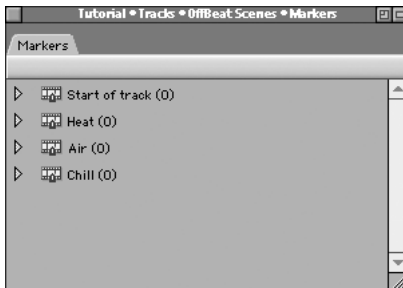 Tutorial • Tracks • OffBeat Scenes • Markers
Markers
Start of track (0)
Heat (0)
Air (0)
Chill (0)